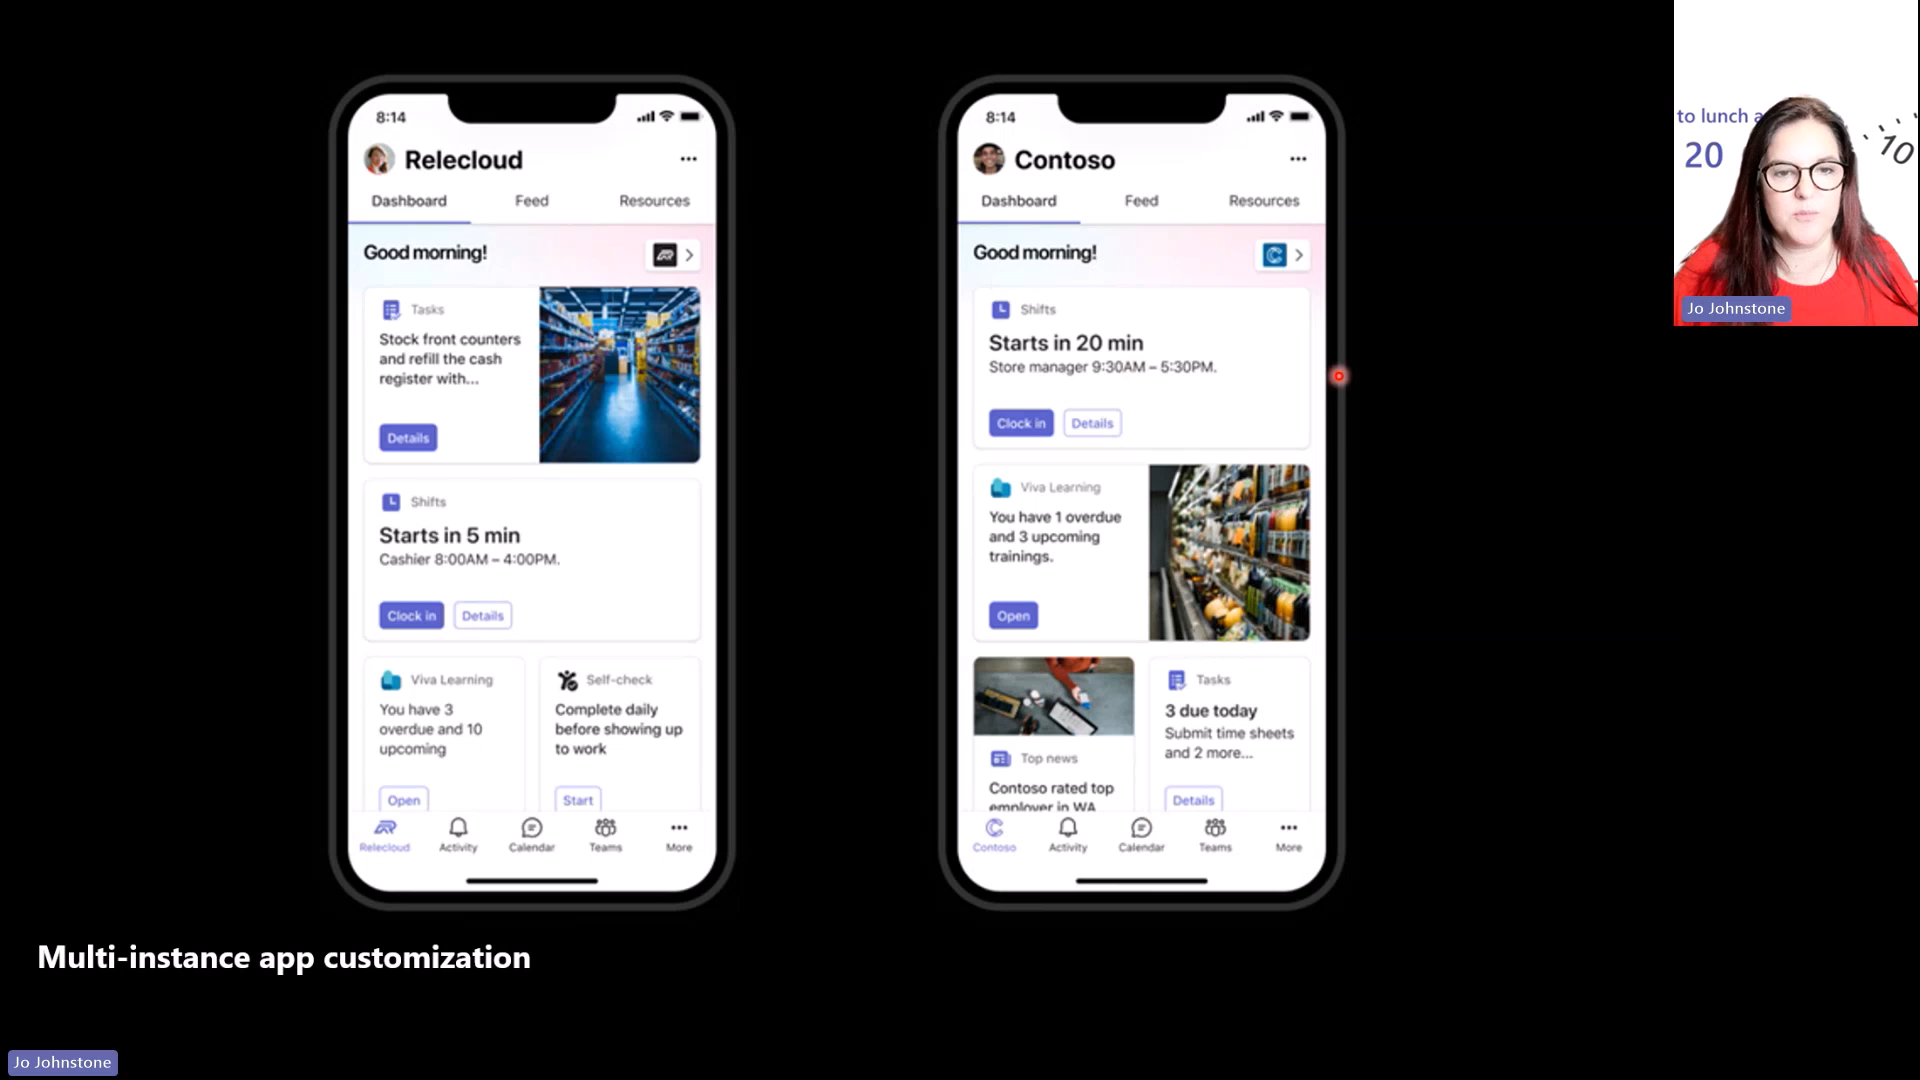 8:14
Relecloud
Dashboard Feed Resources
Good morning!
Tasks
Stock front counters
and refill the cash
register with...
Details
Shifts
Starts in 5 min
Cashier 8:00AM – 4:00PM.
Clock in Details
Viva Learning
You have 3
overdue and 10
upcoming
Open
Self-check
Complete daily
before showing up
to work
Start
Relecloud Activity Calendar Teams More
8:14
Contoso
Dashboard Feed Resources
Good morning!
Shifts
Starts in 20 min
Store manager 9:30AM – 5:30PM.
Clock in Details
Viva Learning
You have 1 overdue
and 3 upcoming
trainings.
Open
Top news
Contoso rated top
employer in WA
Tasks
3 due today
Submit time sheets
and 2 more...
Details
Contoso Activity Calendar Teams More
to lunch a
20
10
Jo Johnstone
Multi-instance app customization
Jo Johnstone